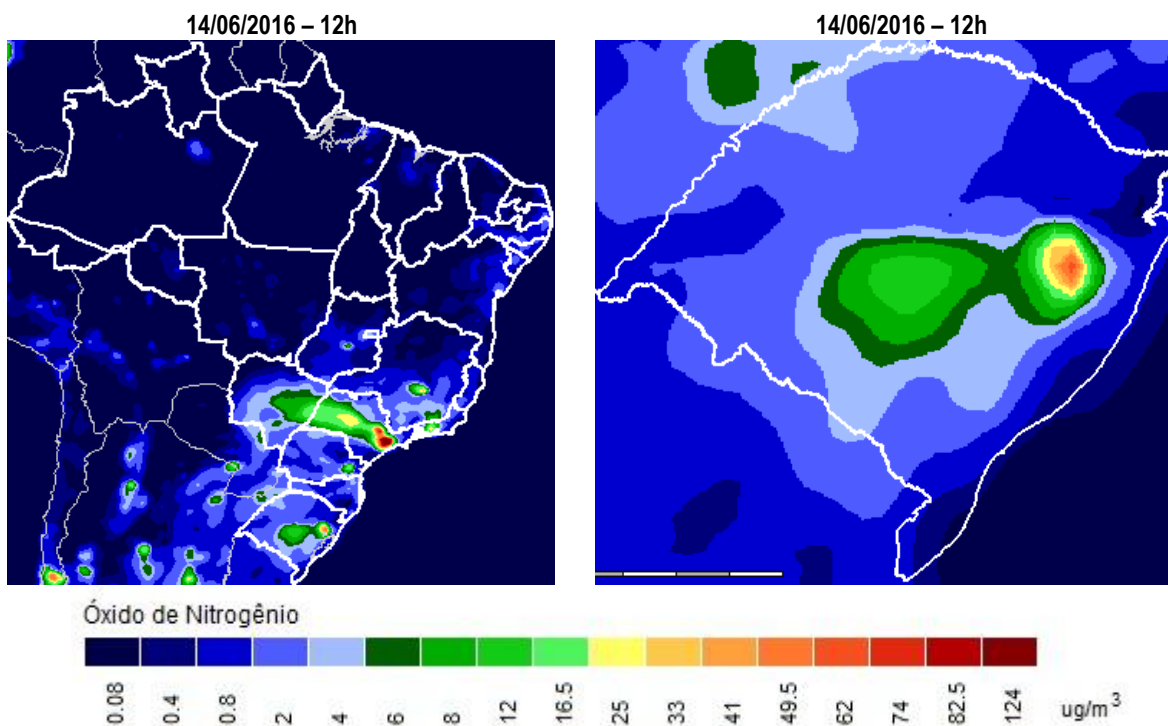 14/06/2016 – 12h
14/06/2016 – 12h
Óxido de Nitrogênio
0.08 0.4 0.8 2 4 6 8 12 16.5 25 33 41 49.5 62 74 82.5 124 ug/m³